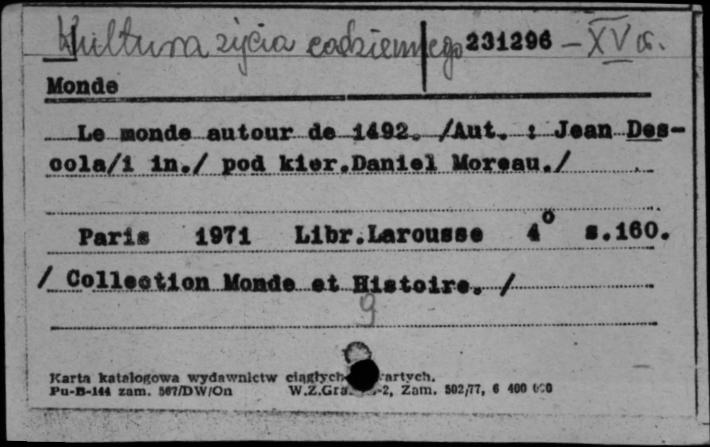 Kultura życia codziennego 231296 – XV w.
Monde
Le monde autour de 1492. /Aut. : Jean Des-
cola/i in./ pod kier.Daniel Moreau./
Paris 1971 Libr.Larousse 4° s.160.
/ Collection Monde et Histoire. /
9
Karta katalogowa wydawnictw ciągłych
Pu-B-144 zam. 567/DW/On W.Z.Gra -2, Zam. 502/77, 6 400